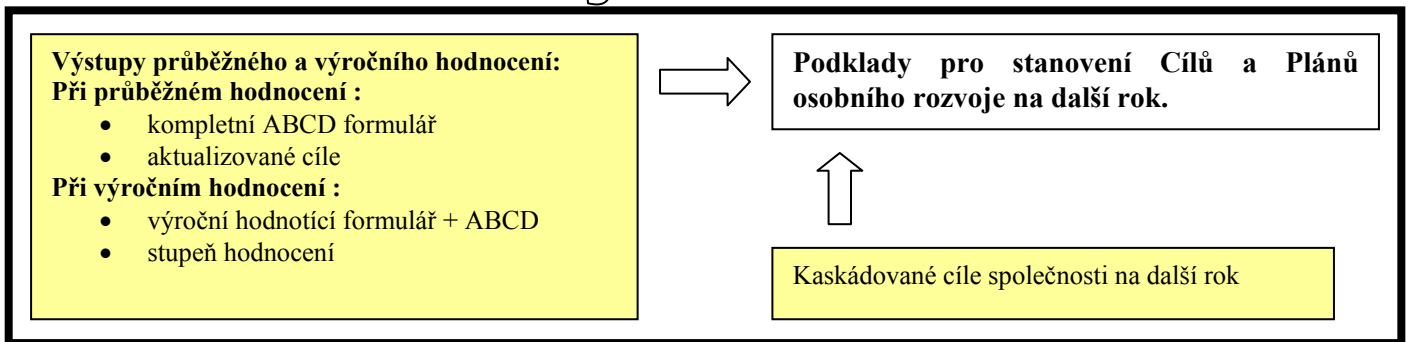 Výstupy průběžného a výročního hodnocení:
Při průběžném hodnocení :
• kompletní ABCD formulář
• aktualizované cíle
Při výročním hodnocení :
• výroční hodnotící formulář + ABCD
• stupeň hodnocení
Podklady pro stanovení Cílů a Plánů
osobního rozvoje na další rok.
Kaskádované cíle společnosti na další rok